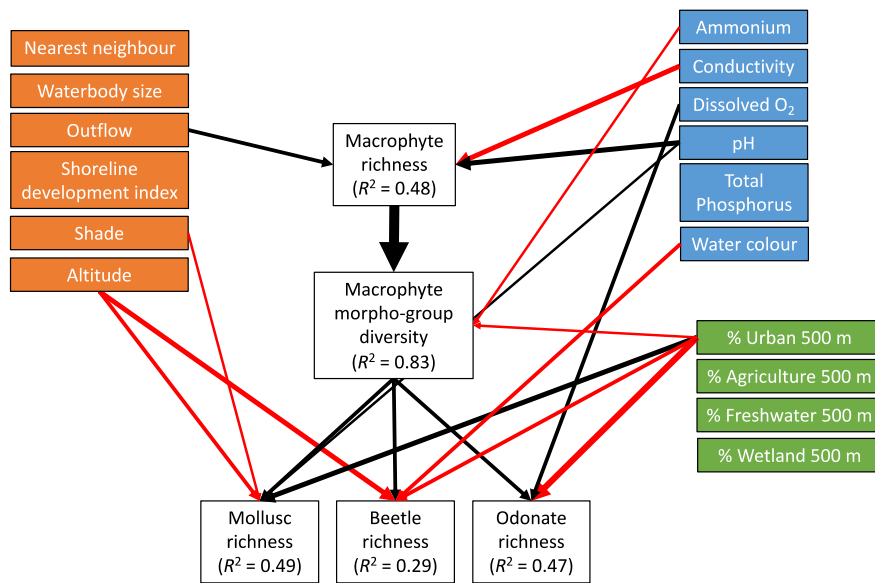 Nearest neighbour
Waterbody size
Outflow
Shoreline
development index
Shade
Altitude
Macrophyte
richness
(R² = 0.48)
Macrophyte
morpho-group
diversity
(R² = 0.83)
Ammonium
Conductivity
Dissolved O₂
pH
Total
Phosphorus
Water colour
% Urban 500 m
% Agriculture 500 m
% Freshwater 500 m
% Wetland 500 m
Mollusc
richness
(R² = 0.49)
Beetle
richness
(R² = 0.29)
Odonate
richness
(R² = 0.47)